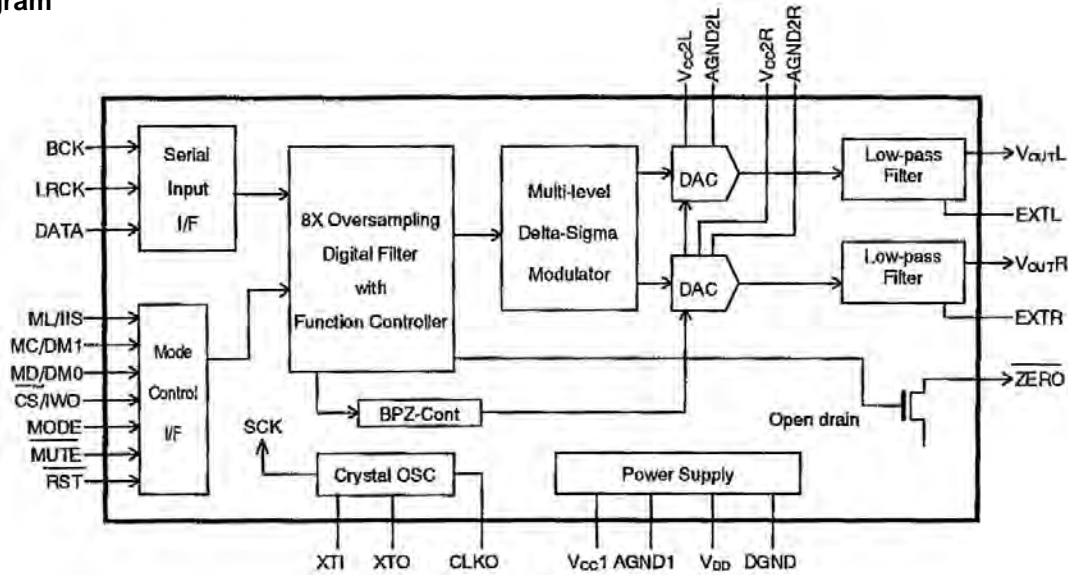 gram
VCC2L
AGND2L
VCC2R
AGND2R
BCK
LRCK
DATA
Serial
Input
I/F
8X Oversampling
Digital Filter
with
Function Controller
Multi-level
Delta-Sigma
Modulator
DAC
DAC
Low-pass
Filter
Low-pass
Filter
VOUTL
EXTL
VOUTR
EXTR
ZERO
ML/IIS
MC/DM1
MD/DM0
CS/IWO
MODE
MUTE
RST
Mode
Control
I/F
BPZ-Cont
Open drain
SCK
Crystal OSC
Power Supply
XTI
XTO
CLKO
VCC1
AGND1
VDD
DGND